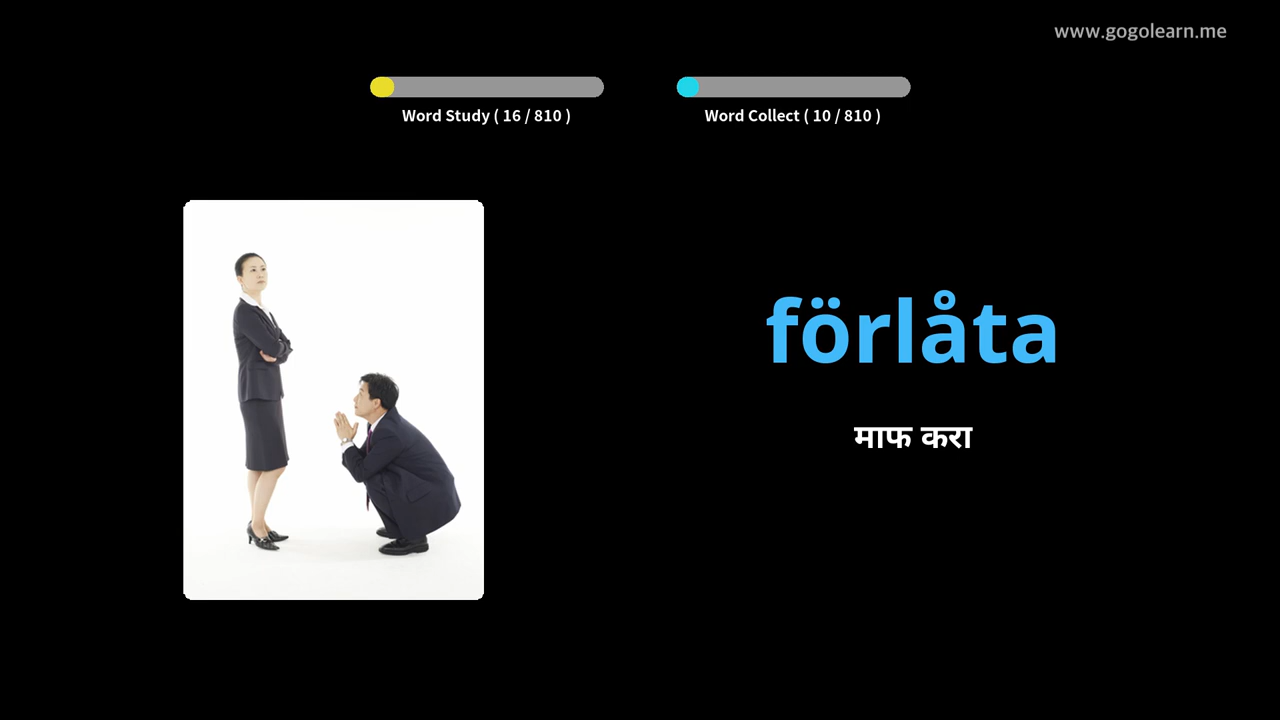 www.gogolearn.me
Word Study ( 16 / 810 )
Word Collect ( 10 / 810 )
förlåta
माफ करा